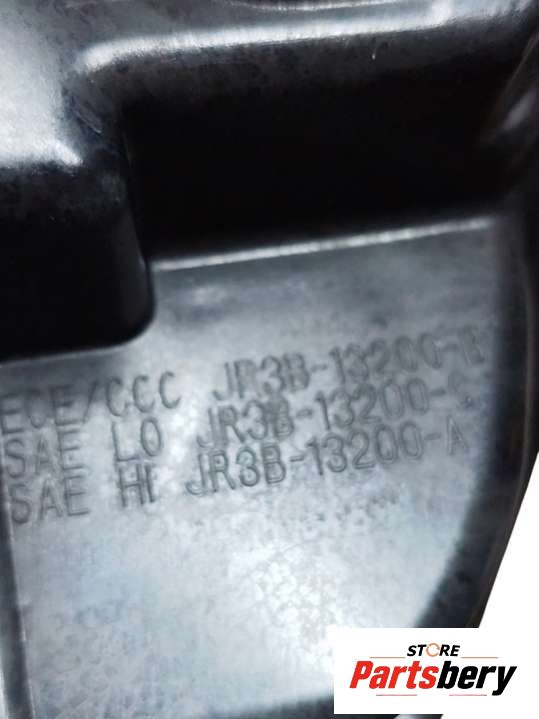 ECE/CCC JR3B-13200-B
SAE LO JR3B-13200-C
SAE HI JR3B-13200-A
STORE
Partsbery